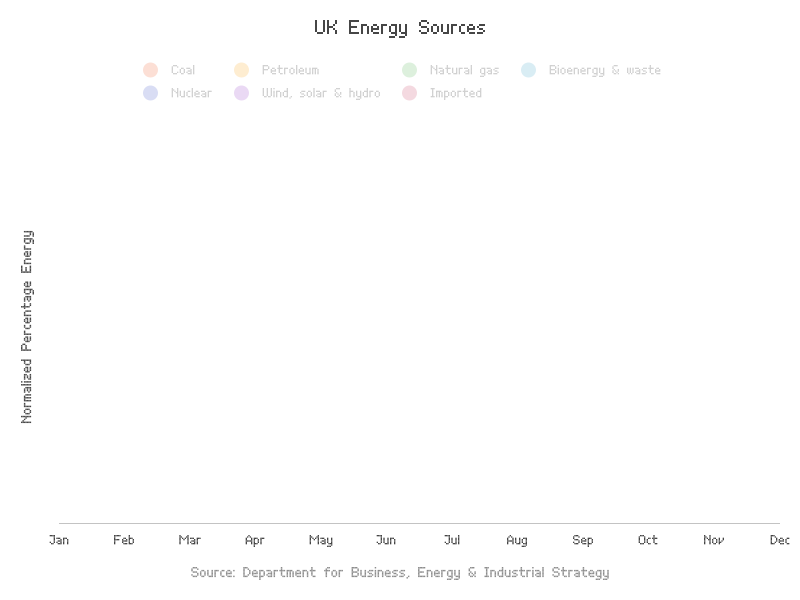 UK Energy Sources
Coal Petroleum Natural gas Bioenergy & waste
Nuclear Wind, solar & hydro Imported
Normalized Percentage Energy
Jan Feb Mar Apr May Jun Jul Aug Sep Oct Nov Dec
Source: Department for Business, Energy & Industrial Strategy